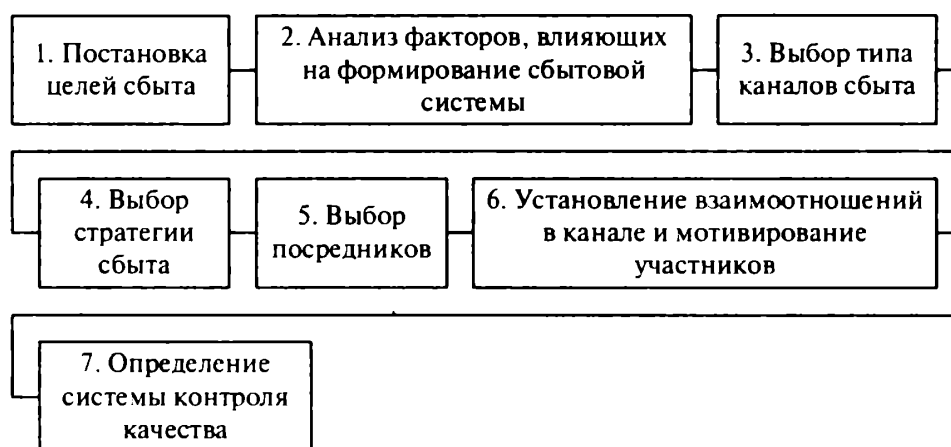 1. Постановка
целей сбыта
2. Анализ факторов, влияющих
на формирование сбытовой
системы
3. Выбор типа
каналов сбыта
4. Выбор
стратегии
сбыта
5. Выбор
посредников
6. Установление взаимоотношений
в канале и мотивирование
участников
7. Определение
системы контроля
качества